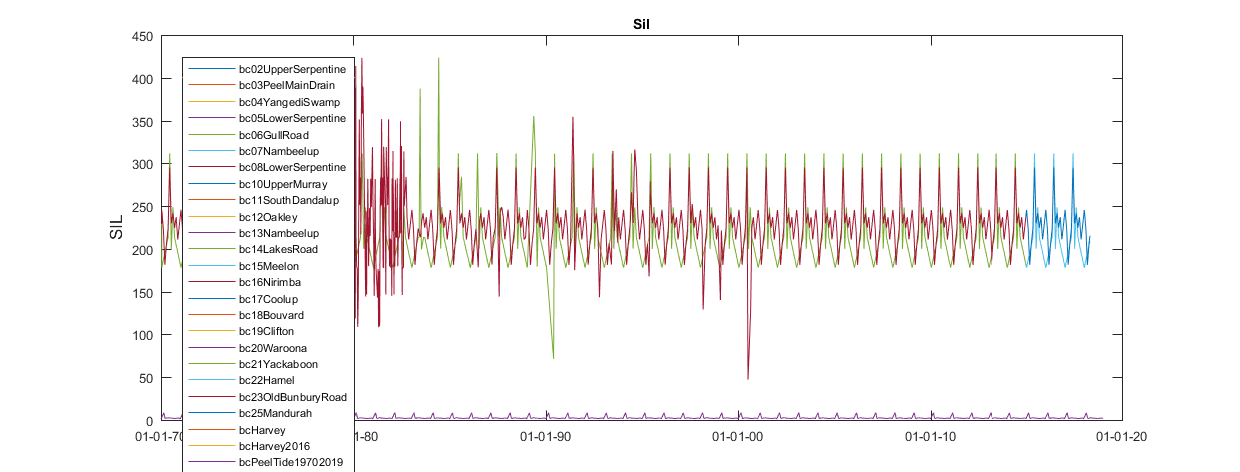 Sil
SIL
450
400
350
300
250
200
150
100
50
0
bc02UpperSerpentine
bc03PeelMainDrain
bc04YangediSwamp
bc05LowerSerpentine
bc06GullRoad
bc07Nambeelup
bc08LowerSerpentine
bc10UpperMurray
bc11SouthDandalup
bc12Oakley
bc13Nambeelup
bc14LakesRoad
bc15Meelon
bc16Nirimba
bc17Coolup
bc18Bouvard
bc19Clifton
bc20Waroona
bc21Yackaboon
bc22Hamel
bc23OldBunburyRoad
bc25Mandurah
bcHarvey
bcHarvey2016
bcPeelTide19702019
01-01-70
1-80
01-01-90
01-01-00
01-01-10
01-01-20